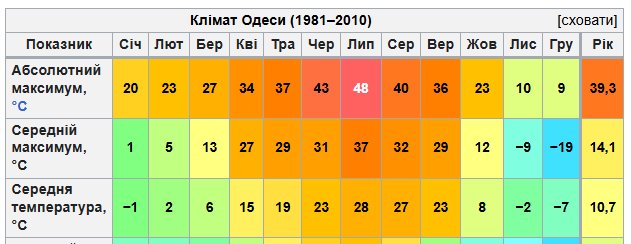 Клімат Одеси (1981–2010) [сховати]
Показник Січ Лют Бер Кві Тра Чер Лип Сер Вер Жов Лис Гру Рік
Абсолютний
максимум, 20 23 27 34 37 43 48 40 36 23 10 9 39,3
°C
Середній
максимум, 1 5 13 27 29 31 37 32 29 12 −9 −19 14,1
°C
Середня
температура, −1 2 6 15 19 23 28 27 23 8 −2 −7 10,7
°C